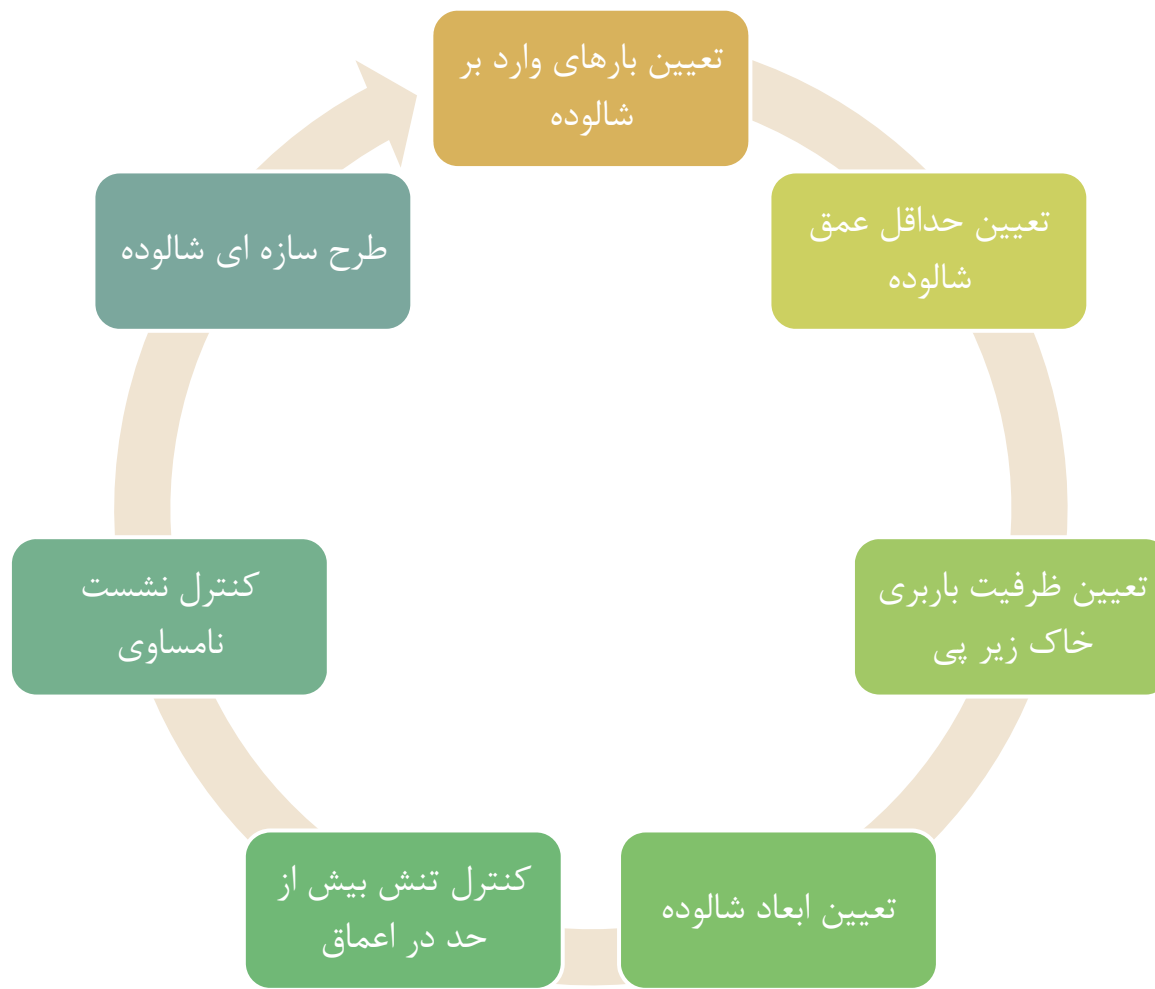 تعیین بارهای وارد بر
شالوده
تعیین حداقل عمق
شالوده
تعیین ظرفیت باربری
خاک زیر پی
تعیین ابعاد شالوده
کنترل تنش بیش از
حد در اعماق
کنترل نشست
نامساوی
طرح سازه ای شالوده